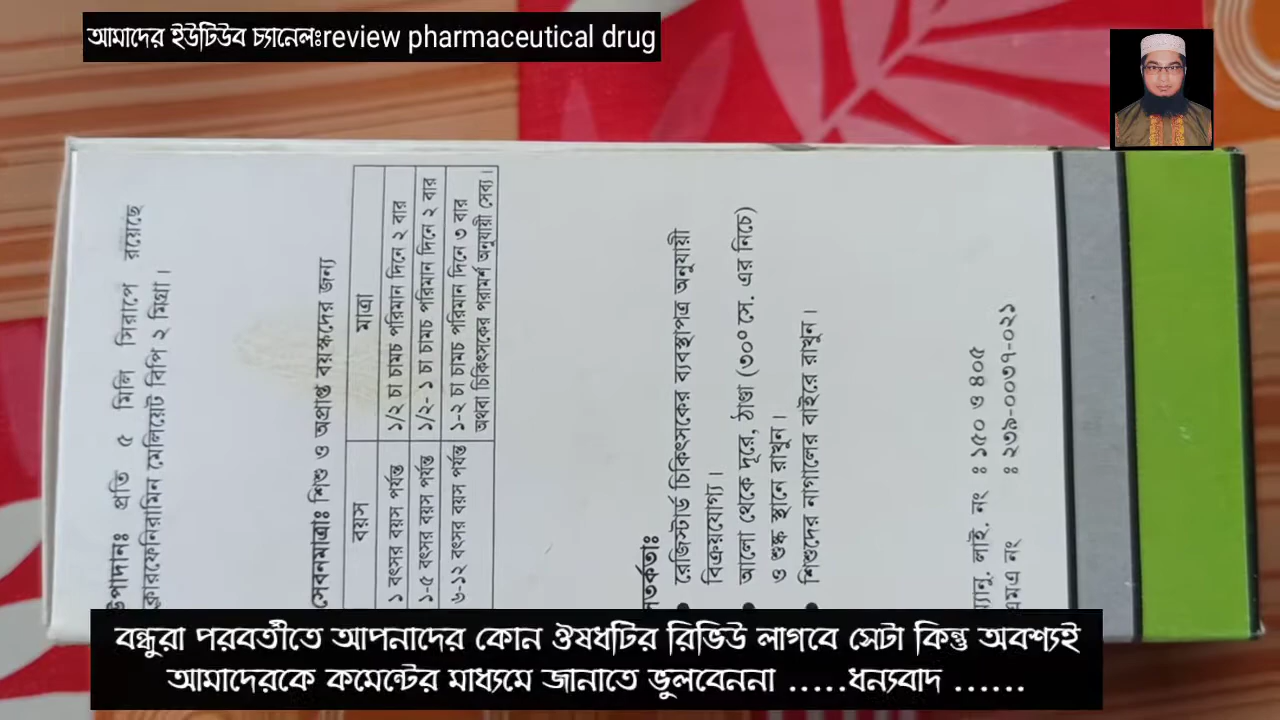 আমাদের ইউটিউব চ্যানেলঃreview pharmaceutical drug
উপাদানঃ প্রতি ৫ মিলি সিরাপে রয়েছে
ক্লোরফেনিরামিন মেলিয়েট বিপি ২ মিগ্রা।
সেবনমাত্রাঃ শিশু ও অপ্রাপ্ত বয়স্কদের জন্য
বয়স মাত্রা
১ বৎসর বয়স পর্যন্ত ১/২ চা চামচ পরিমান দিনে ২ বার
১-৫ বৎসর বয়স পর্যন্ত ১/২- ১ চা চামচ পরিমান দিনে ২ বার
৬-১২ বৎসর বয়স পর্যন্ত ১-২ চা চামচ পরিমান দিনে ৩ বার
অথবা চিকিৎসকের পরামর্শ অনুযায়ী সেব্য।
সতর্কতাঃ
রেজিস্টার্ড চিকিৎসকের ব্যবস্থাপত্র অনুযায়ী
বিক্রয়যোগ্য।
আলো থেকে দূরে, ঠাণ্ডা (৩০° সে. এর নিচে)
ও শুষ্ক স্থানে রাখুন।
শিশুদের নাগালের বাইরে রাখুন।
ম্যানু. লাই. নং ঃ ১৫০ ও ৪০৫
এমএ নং ঃ ২৩৯-০০৩৭-০২১
বন্ধুরা পরবর্তীতে আপনাদের কোন ঔষধটির রিভিউ লাগবে সেটা কিন্তু অবশ্যই
আমাদেরকে কমেন্টের মাধ্যমে জানাতে ভুলবেননা .....ধন্যবাদ ......